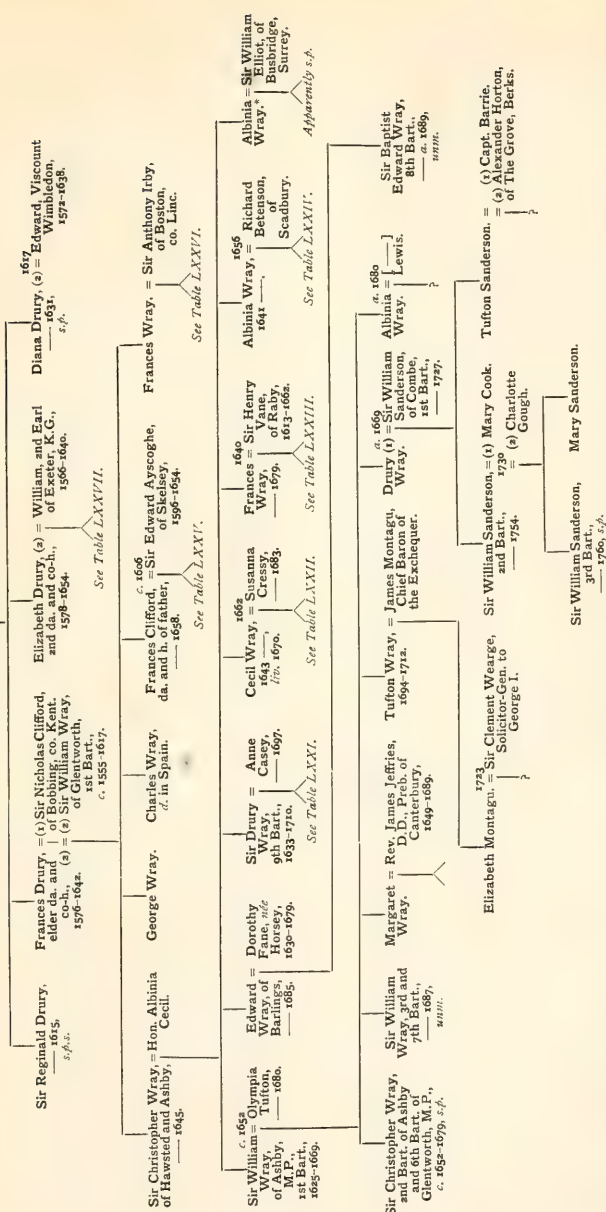 Sir Reginald Drury,
—— 1615,
s.p.s.
Frances Drury, = (1) Sir Nicholas Clifford,
elder da. and | of Bobbing, co. Kent.
co-h., (2) = (2) Sir William Wray,
1576-1642. of Glentworth,
1st Bart.,
c. 1555-1617.
Elizabeth Drury, (2) = William, and Earl
2nd da. and co-h., of Exeter, K.G.,
1578-1654. 1566-1640.
See Table LXXVII.
1617
Diana Drury, (2) = Edward, Viscount
—— 1631, Wimbledon,
s.p. 1572-1638.
Sir Christopher Wray, = Hon. Albinia
of Hawsted and Ashby, Cecil.
—— 1645.
George Wray.
Charles Wray,
d. in Spain.
c. 1606
Frances Clifford, = Sir Edward Ayscoghe,
da. and h. of father, of Skelsey,
—— 1658. 1596-1654.
See Table LXXV.
Frances Wray. = Sir Anthony Irby,
of Boston,
co. Linc.
See Table LXXVI.
c. 1652
Sir William = Olympia
Wray, Tufton,
of Ashby, —— 1680.
M.P.,
1st Bart.,
1625-1669.
Edward = Dorothy
Wray, of Fane, née
Barlings, Horsey,
—— 1685. 1630-1679.
Sir Drury = Anne
Wray, Casey,
9th Bart., —— 1697.
1633-1710.
See Table LXXI.
1662
Cecil Wray, = Susanna
1643 ——, Cressy,
liv. 1670. —— 1683.
See Table LXXII.
1640
Frances = Sir Henry
Wray, Vane,
—— 1679. of Raby,
1613-1662.
See Table LXXIII.
1656
Albinia Wray, = Richard
1641 ——. Betenson,
of Scadbury.
See Table LXXIV.
Albinia = Sir William
Wray.* Elliot, of
Busbridge,
Surrey.
Apparently s.p.
Sir Christopher Wray,
2nd Bart. of Ashby
and 6th Bart. of
Glentworth, M.P.,
c. 1652-1679, s.p.
Sir William
Wray, 3rd and
7th Bart.,
—— 1687,
unm.
Margaret = Rev. James Jeffries,
Wray. D.D., Preb. of
Canterbury,
1649-1689.
Tufton Wray, = James Montagu,
1694-1712. Chief Baron of
the Exchequer.
a. 1669
Drury (1) = Sir William
Wray. Sanderson,
of Combe,
1st Bart.,
—— 1727.
a. 1680
Albinia = [——]
Wray. Lewis.
?
Sir Baptist
Edward Wray,
8th Bart.,
—— a. 1689,
unm.
1723
Elizabeth Montagu. = Sir Clement Wearge,
Solicitor-Gen. to
George I.
?
Sir William Sanderson, = (1) Mary Cook.
2nd Bart., 1730
—— 1754. = (2) Charlotte
Gough.
Tufton Sanderson. = (1) Capt. Barrie.
= (2) Alexander Horton,
of The Grove, Berks.
?
Sir William Sanderson,
3rd Bart.,
—— 1760, s.p.
Mary Sanderson.